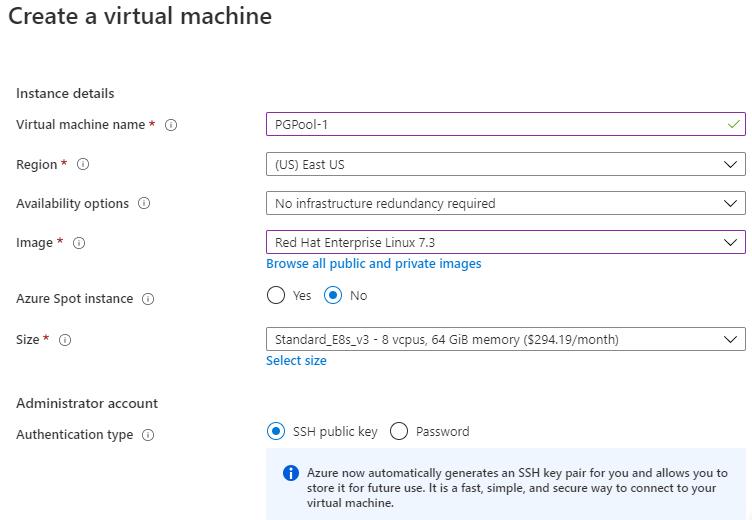 Create a virtual machine
Instance details
Virtual machine name *
PGPool-1
Region *
(US) East US
Availability options
No infrastructure redundancy required
Image *
Red Hat Enterprise Linux 7.3
Browse all public and private images
Azure Spot instance
Yes No
Size *
Standard_E8s_v3 - 8 vcpus, 64 GiB memory ($294.19/month)
Select size
Administrator account
Authentication type
SSH public key Password
Azure now automatically generates an SSH key pair for you and allows you to
store it for future use. It is a fast, simple, and secure way to connect to your
virtual machine.